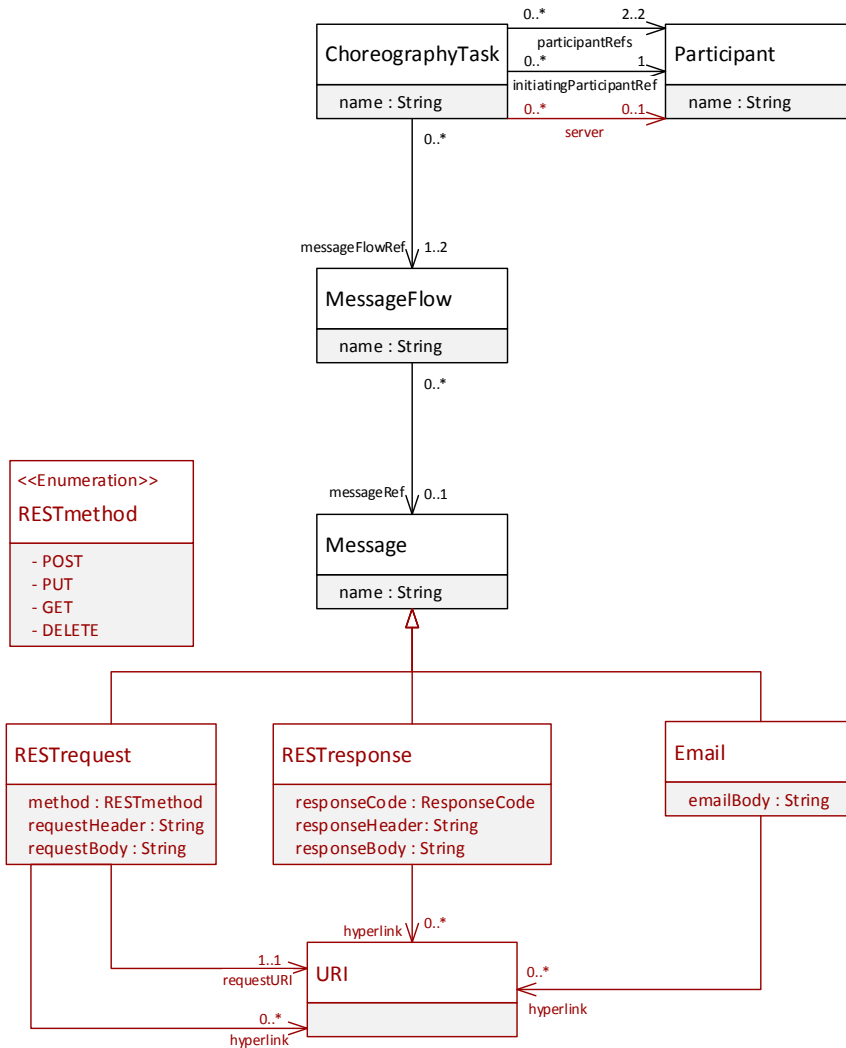 0..*
2..2
participantRefs
ChoreographyTask
Participant
0..*
1
initiatingParticipantRef
name : String
name : String
0..*
0..1
server
0..*
messageFlowRef
1..2
MessageFlow
name : String
0..*
<<Enumeration>>
RESTmethod
- POST
- PUT
- GET
- DELETE
messageRef
0..1
Message
name : String
RESTrequest
method : RESTmethod
requestHeader : String
requestBody : String
RESTresponse
responseCode : ResponseCode
responseHeader: String
responseBody : String
Email
emailBody : String
hyperlink
0..*
1..1
requestURI
URI
0..*
hyperlink
0..*
hyperlink